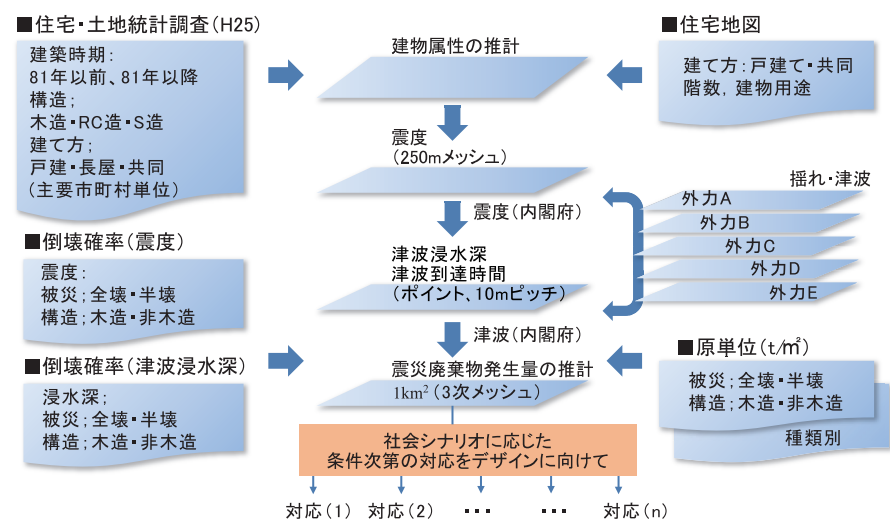 ■住宅・土地統計調査(H25)
建築時期:
81年以前、81年以降
構造;
木造・RC造・S造
建て方:
戸建・長屋・共同
(主要市町村単位)
■倒壊確率(震度)
震度:
被災;全壊・半壊
構造;木造・非木造
■倒壊確率(津波浸水深)
浸水深;
被災;全壊・半壊
構造;木造・非木造
建物属性の推計
震度
(250mメッシュ)
震度(内閣府)
津波浸水深
津波到達時間
(ポイント、10mピッチ)
津波(内閣府)
震災廃棄物発生量の推計
1km²(3次メッシュ)
社会シナリオに応じた
条件次第の対応をデザインに向けて
対応(1) 対応(2) ・・・ ・・・ 対応(n)
■住宅地図
建て方:戸建て・共同
階数, 建物用途
揺れ・津波
外力A
外力B
外力C
外力D
外力E
■原単位(t/㎡)
被災;全壊・半壊
構造;木造・非木造
種類別